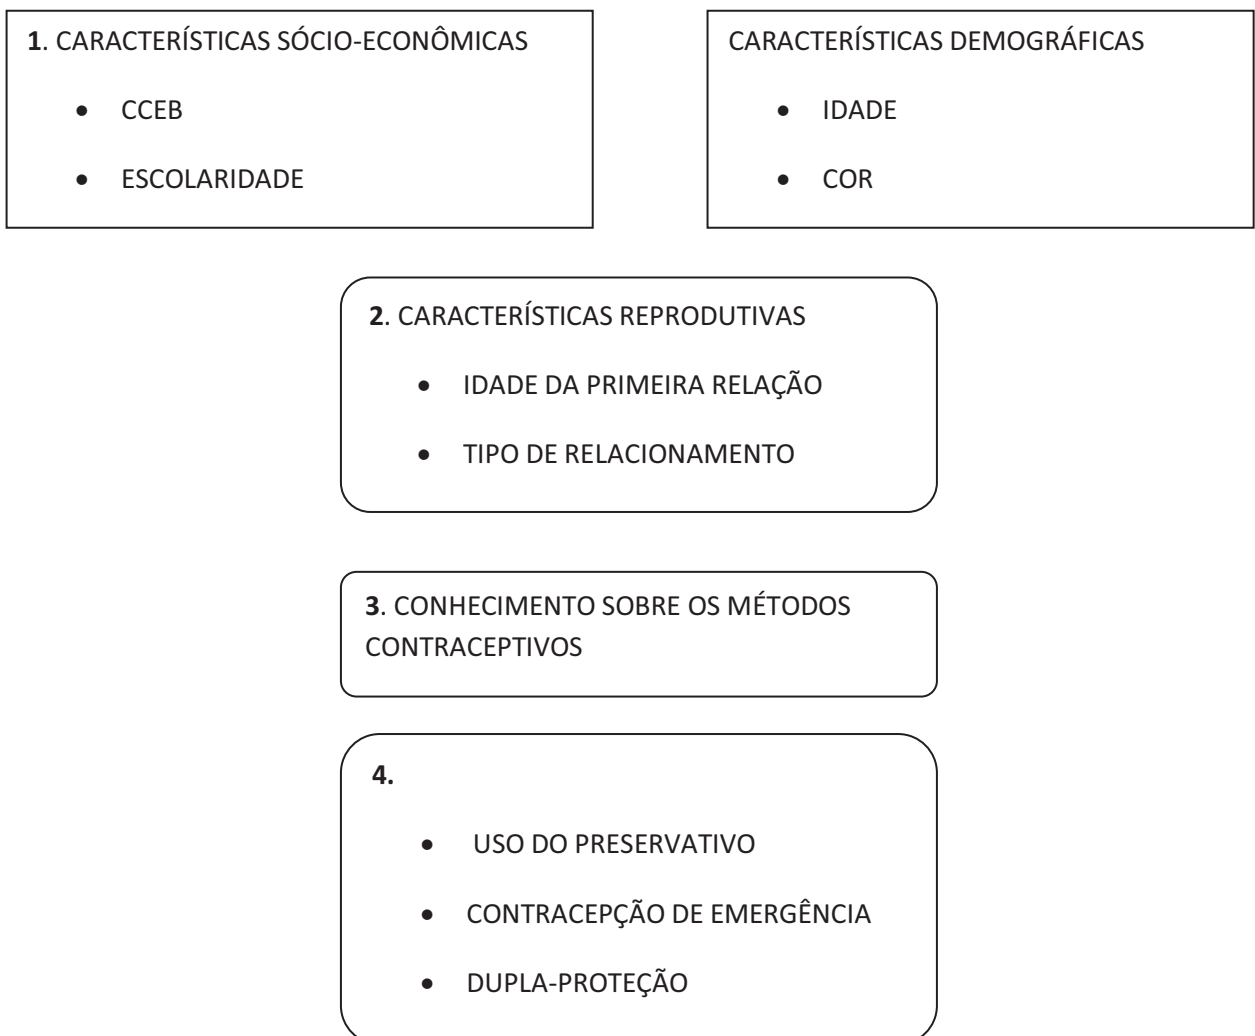 1. CARACTERÍSTICAS SÓCIO-ECONÔMICAS
• CCEB
• ESCOLARIDADE
CARACTERÍSTICAS DEMOGRÁFICAS
• IDADE
• COR
2. CARACTERÍSTICAS REPRODUTIVAS
• IDADE DA PRIMEIRA RELAÇÃO
• TIPO DE RELACIONAMENTO
3. CONHECIMENTO SOBRE OS MÉTODOS
CONTRACEPTIVOS
4.
• USO DO PRESERVATIVO
• CONTRACEPÇÃO DE EMERGÊNCIA
• DUPLA-PROTEÇÃO